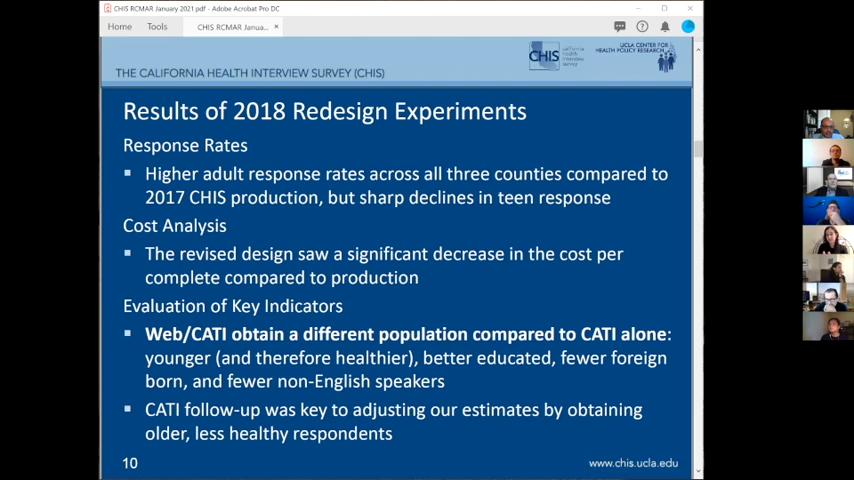 CHIS RCMAR January 2021.pdf - Adobe Acrobat Pro DC
Home Tools CHIS RCMAR Janua... ×
CHIS california health interview survey
UCLA CENTER FOR
HEALTH POLICY RESEARCH
THE CALIFORNIA HEALTH INTERVIEW SURVEY (CHIS)
Results of 2018 Redesign Experiments
Response Rates
▪ Higher adult response rates across all three counties compared to
2017 CHIS production, but sharp declines in teen response
Cost Analysis
▪ The revised design saw a significant decrease in the cost per
complete compared to production
Evaluation of Key Indicators
▪ Web/CATI obtain a different population compared to CATI alone:
younger (and therefore healthier), better educated, fewer foreign
born, and fewer non-English speakers
▪ CATI follow-up was key to adjusting our estimates by obtaining
older, less healthy respondents
10
www.chis.ucla.edu